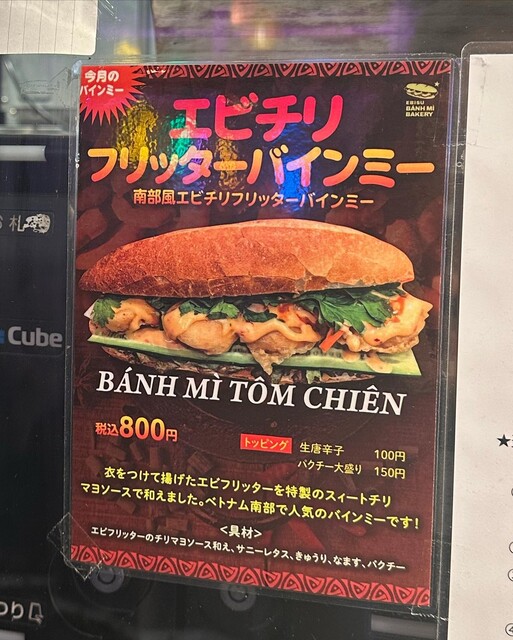 今月の
バインミー
EBISU
BÁNH MÌ
BAKERY
エビチリ
フリッターバインミー
南部風エビチリフリッターバインミー
BÁNH MÌ TÔM CHIÊN
税込800円
トッピング 生唐辛子 100円
パクチー大盛り 150円
衣をつけて揚げたエビフリッターを特製のスイートチリ
マヨソースで和えました。ベトナム南部で人気のバインミーです!
<具材>
エビフリッターのチリマヨソース和え、サニーレタス、きゅうり、なます、パクチー
お札
Cube
つり